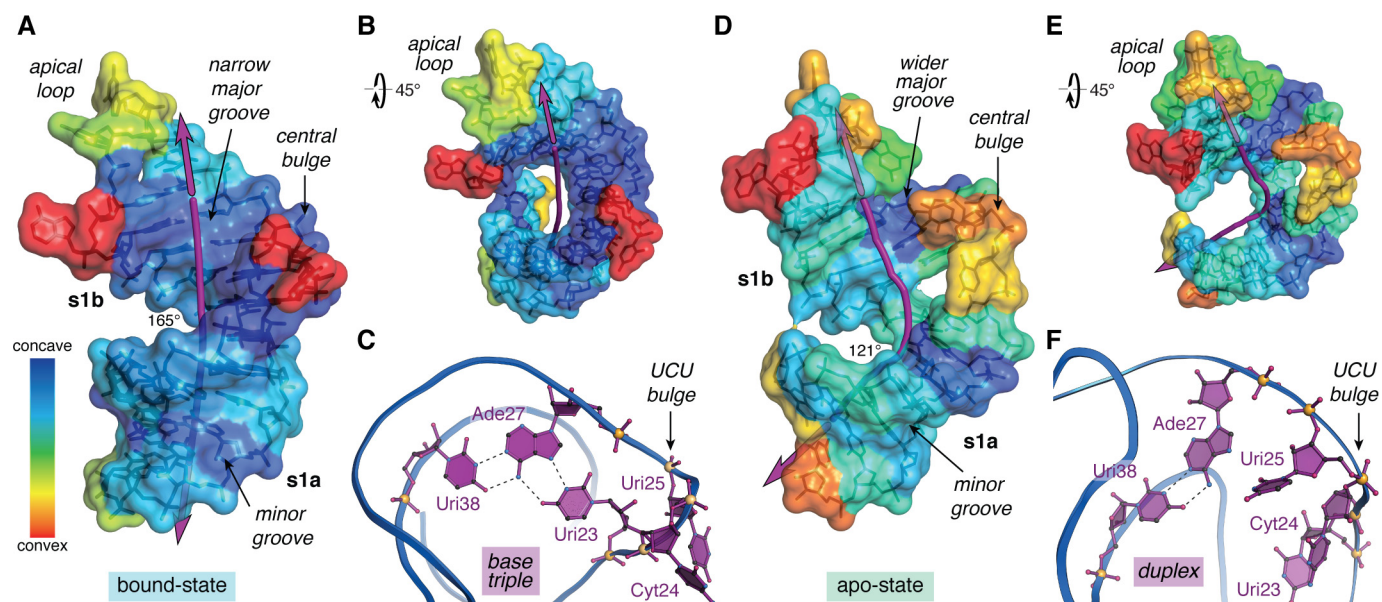 A
apical
loop
narrow
major
groove
central
bulge
s1b
165°
s1a
minor
groove
concave
convex
bound-state
B
apical
loop
45°
C
UCU
bulge
Ade27
Uri38
Uri25
Uri23
Cyt24
base
triple
D
wider
major
groove
central
bulge
s1b
121°
s1a
minor
groove
apo-state
E
apical
loop
45°
F
UCU
bulge
Ade27
Uri38
Uri25
Cyt24
Uri23
duplex